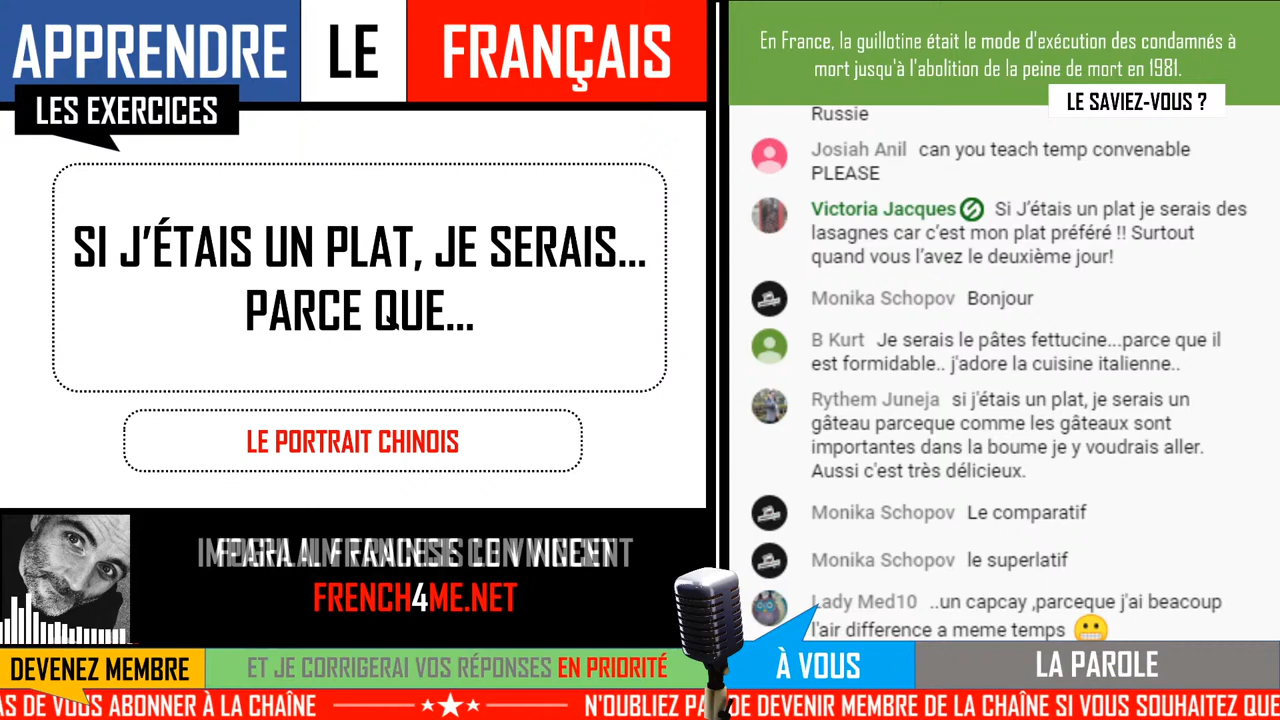 APPRENDRE LE FRANÇAIS
LES EXERCICES
SI J'ÉTAIS UN PLAT, JE SERAIS...
PARCE QUE...
LE PORTRAIT CHINOIS
FRENCH4ME.NET
DEVENEZ MEMBRE
ET JE CORRIGERAI VOS RÉPONSES EN PRIORITÉ
En France, la guillotine était le mode d'exécution des condamnés à
mort jusqu'à l'abolition de la peine de mort en 1981.
LE SAVIEZ-VOUS ?
Russie
Josiah Anil can you teach temp convenable
PLEASE
Victoria Jacques Si J'étais un plat je serais des
lasagnes car c'est mon plat préféré !! Surtout
quand vous l'avez le deuxième jour!
Monika Schopov Bonjour
B Kurt Je serais le pâtes fettucine...parce que il
est formidable.. j'adore la cuisine italienne..
Rythem Juneja si j'étais un plat, je serais un
gâteau parceque comme les gâteaux sont
importantes dans la boume je y voudrais aller.
Aussi c'est très délicieux.
Monika Schopov Le comparatif
Monika Schopov le superlatif
Lady Med10 ..un capcay ,parceque j'ai beacoup
l'air difference a meme temps 😬
À VOUS LA PAROLE
AS DE VOUS ABONNER À LA CHAÎNE N'OUBLIEZ PA DE DEVENIR MEMBRE DE LA CHAÎNE SI VOUS SOUHAITEZ QUE